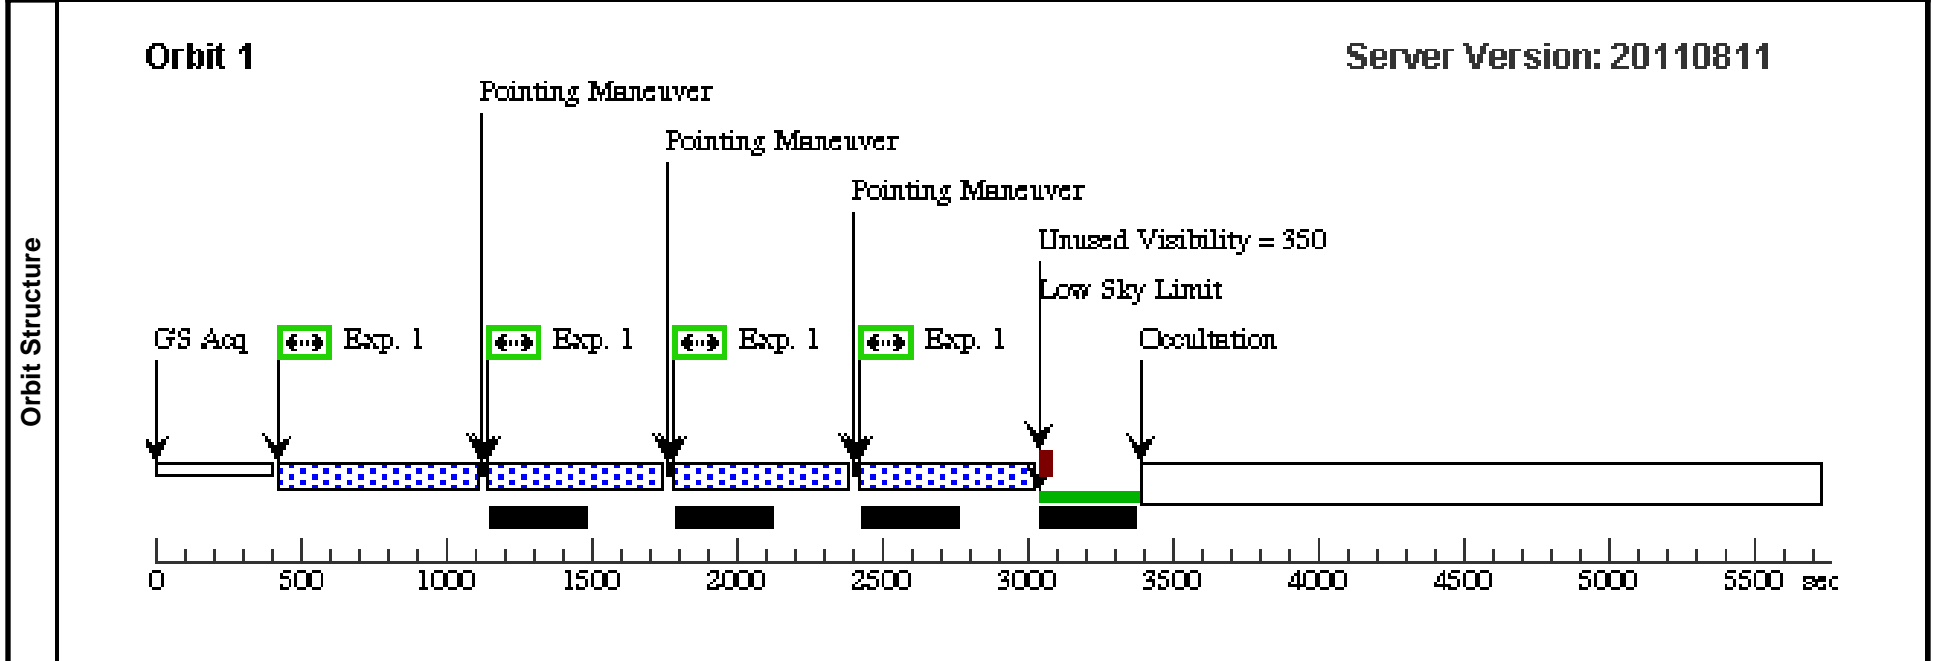 Orbit Structure
Orbit 1
Server Version: 20110811
Pointing Maneuver
Pointing Maneuver
Pointing Maneuver
Unused Visibility = 350
Low Sky Limit
GS Acq
Exp. 1
Exp. 1
Exp. 1
Exp. 1
Occultation
0 500 1000 1500 2000 2500 3000 3500 4000 4500 5000 5500 sec